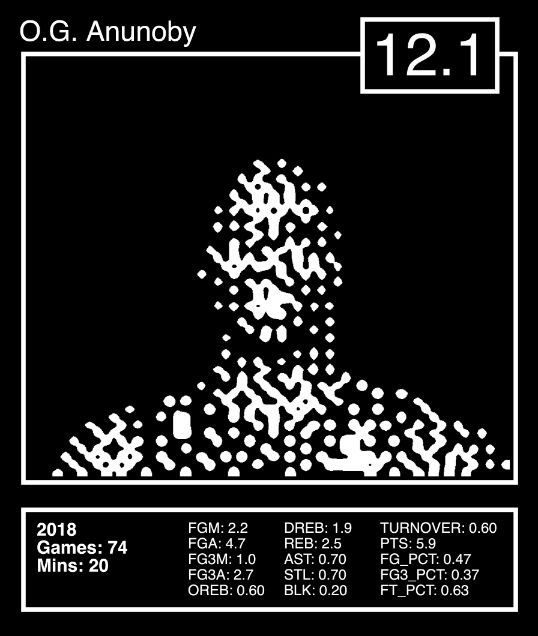 O.G. Anunoby
12.1
2018
Games: 74
Mins: 20
FGM: 2.2
FGA: 4.7
FG3M: 1.0
FG3A: 2.7
OREB: 0.60
DREB: 1.9
REB: 2.5
AST: 0.70
STL: 0.70
BLK: 0.20
TURNOVER: 0.60
PTS: 5.9
FG_PCT: 0.47
FG3_PCT: 0.37
FT_PCT: 0.63